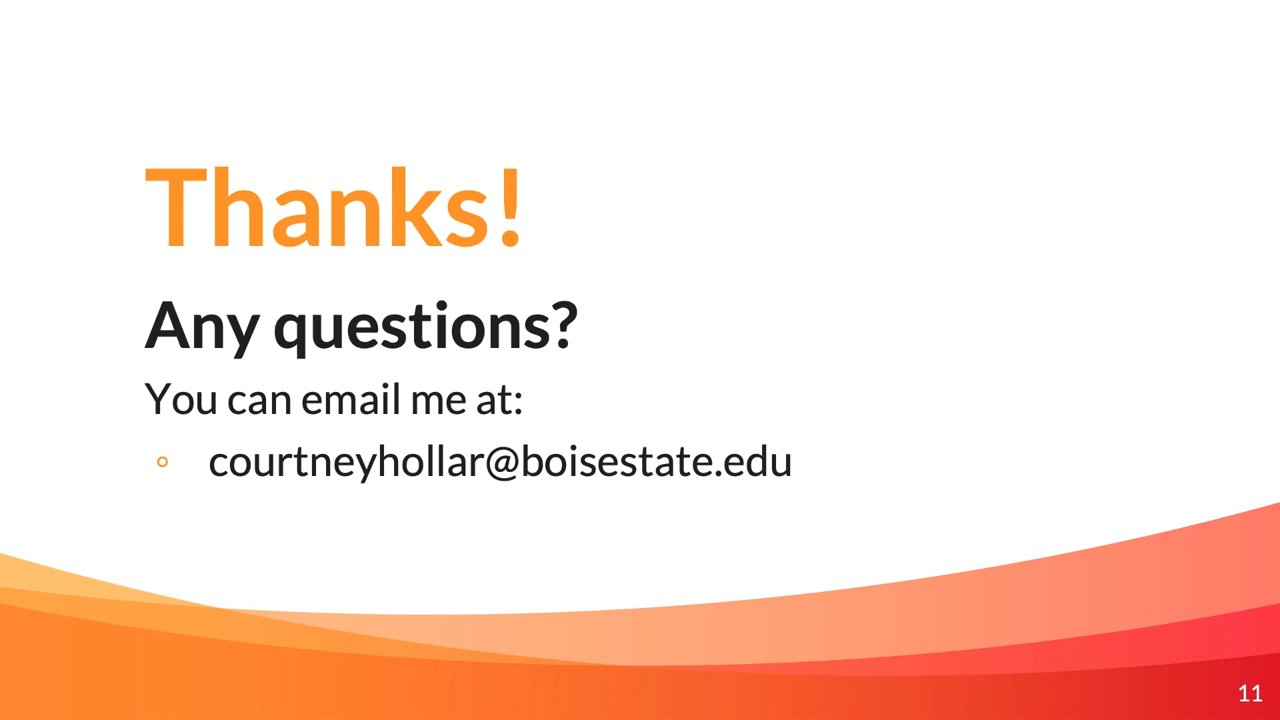 Thanks!
Any questions?
You can email me at:
◦ courtneyhollar@boisestate.edu
11